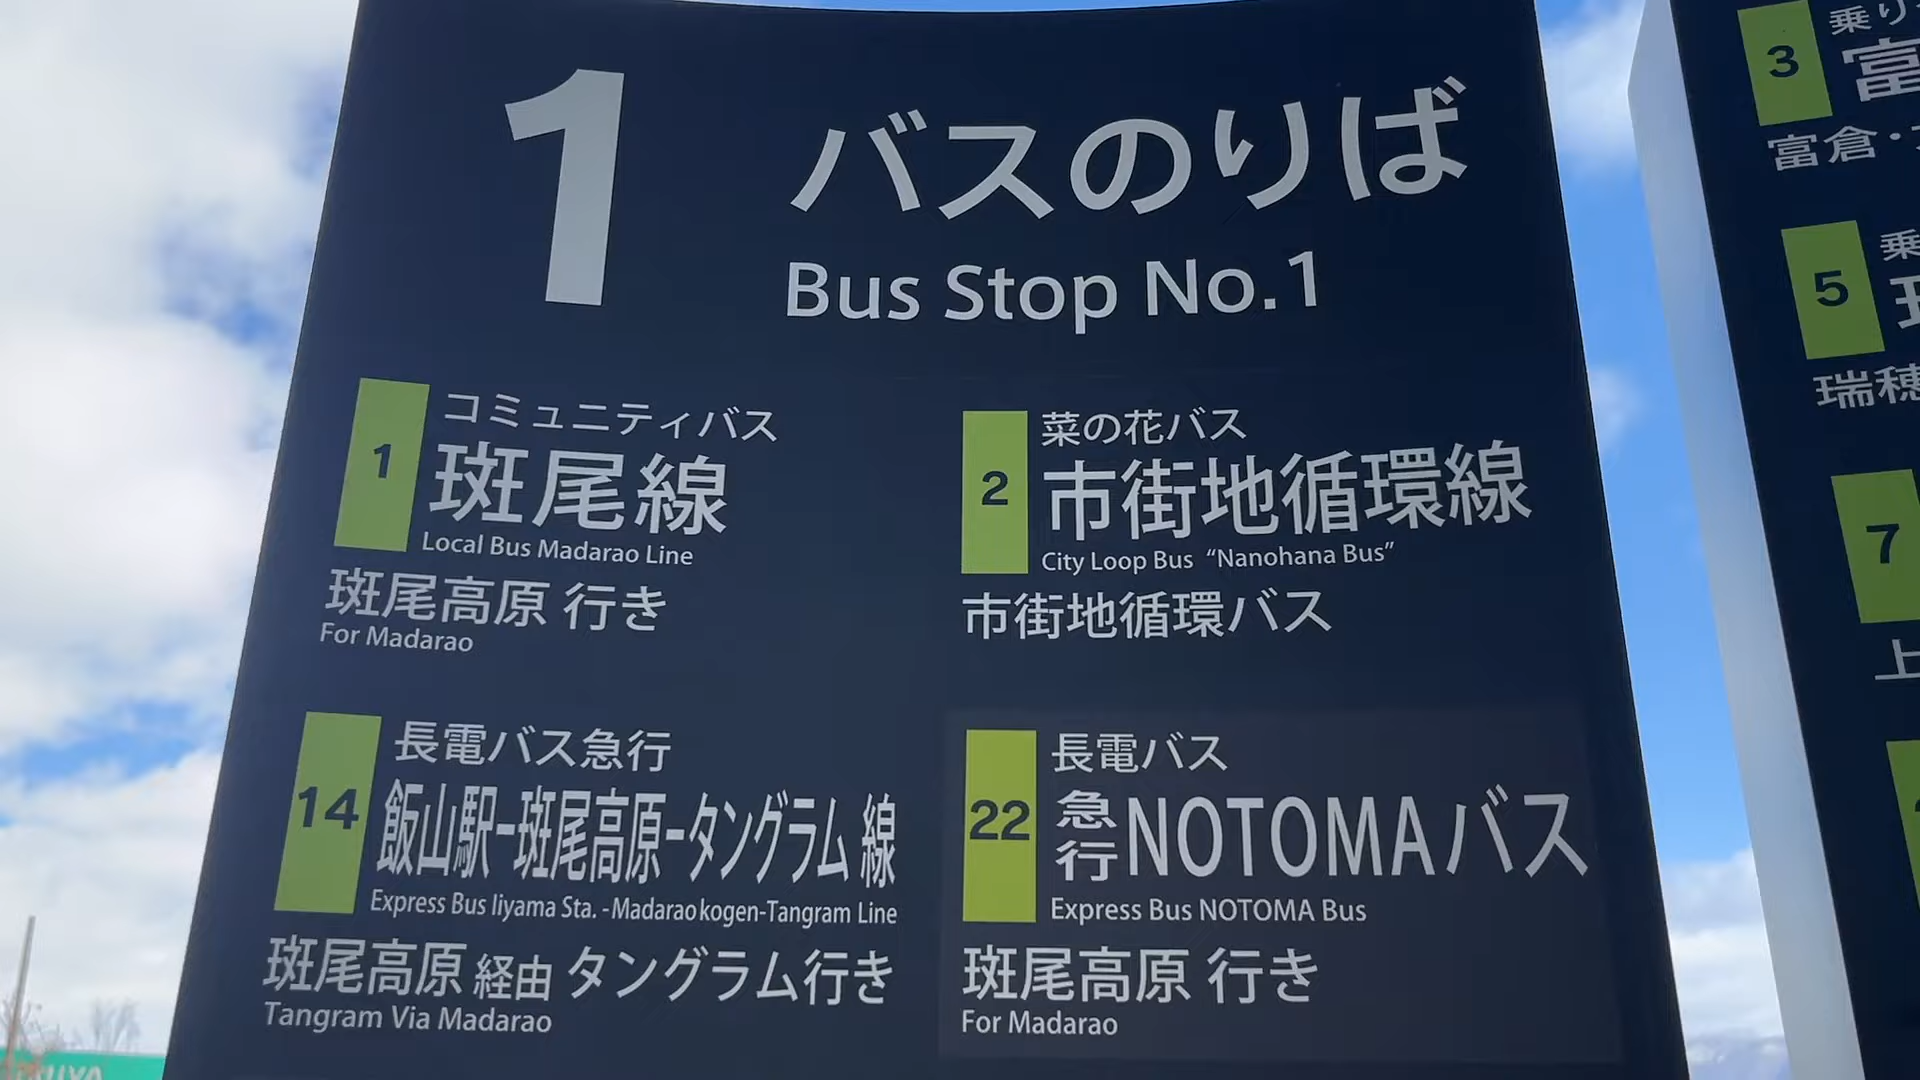 1
バスのりば
Bus Stop No.1
1
コミュニティバス
斑尾線
Local Bus Madarao Line
斑尾高原 行き
For Madarao
2
菜の花バス
市街地循環線
City Loop Bus “Nanohana Bus”
市街地循環バス
14
長電バス急行
飯山駅-斑尾高原-タングラム 線
Express Bus Iiyama Sta. -Madarao kogen-Tangram Line
斑尾高原 経由 タングラム行き
Tangram Via Madarao
22
長電バス
急行NOTOMAバス
Express Bus NOTOMA Bus
斑尾高原 行き
For Madarao
3
乗り
富
富倉・
5
乗
瑞穂
7
上